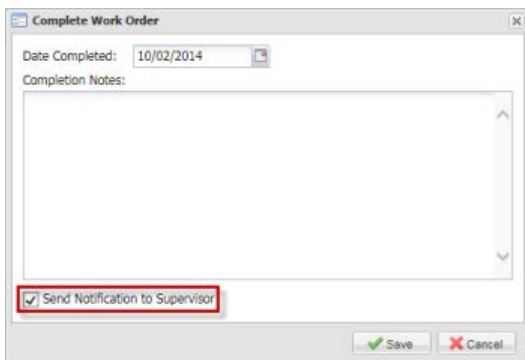 Complete Work Order
Date Completed: 10/02/2014
Completion Notes:
Send Notification to Supervisor
Save Cancel